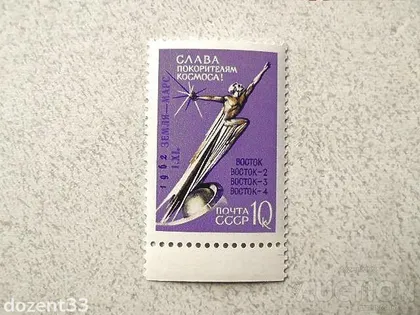 СЛАВА
ПОКОРИТЕЛЯМ
КОСМОСА!
1962 ЗЕМЛЯ—МАРС
1.XI.
ВОСТОК
ВОСТОК-2
ВОСТОК-3
ВОСТОК-4
ПОЧТА
СССР 10К
dozent33